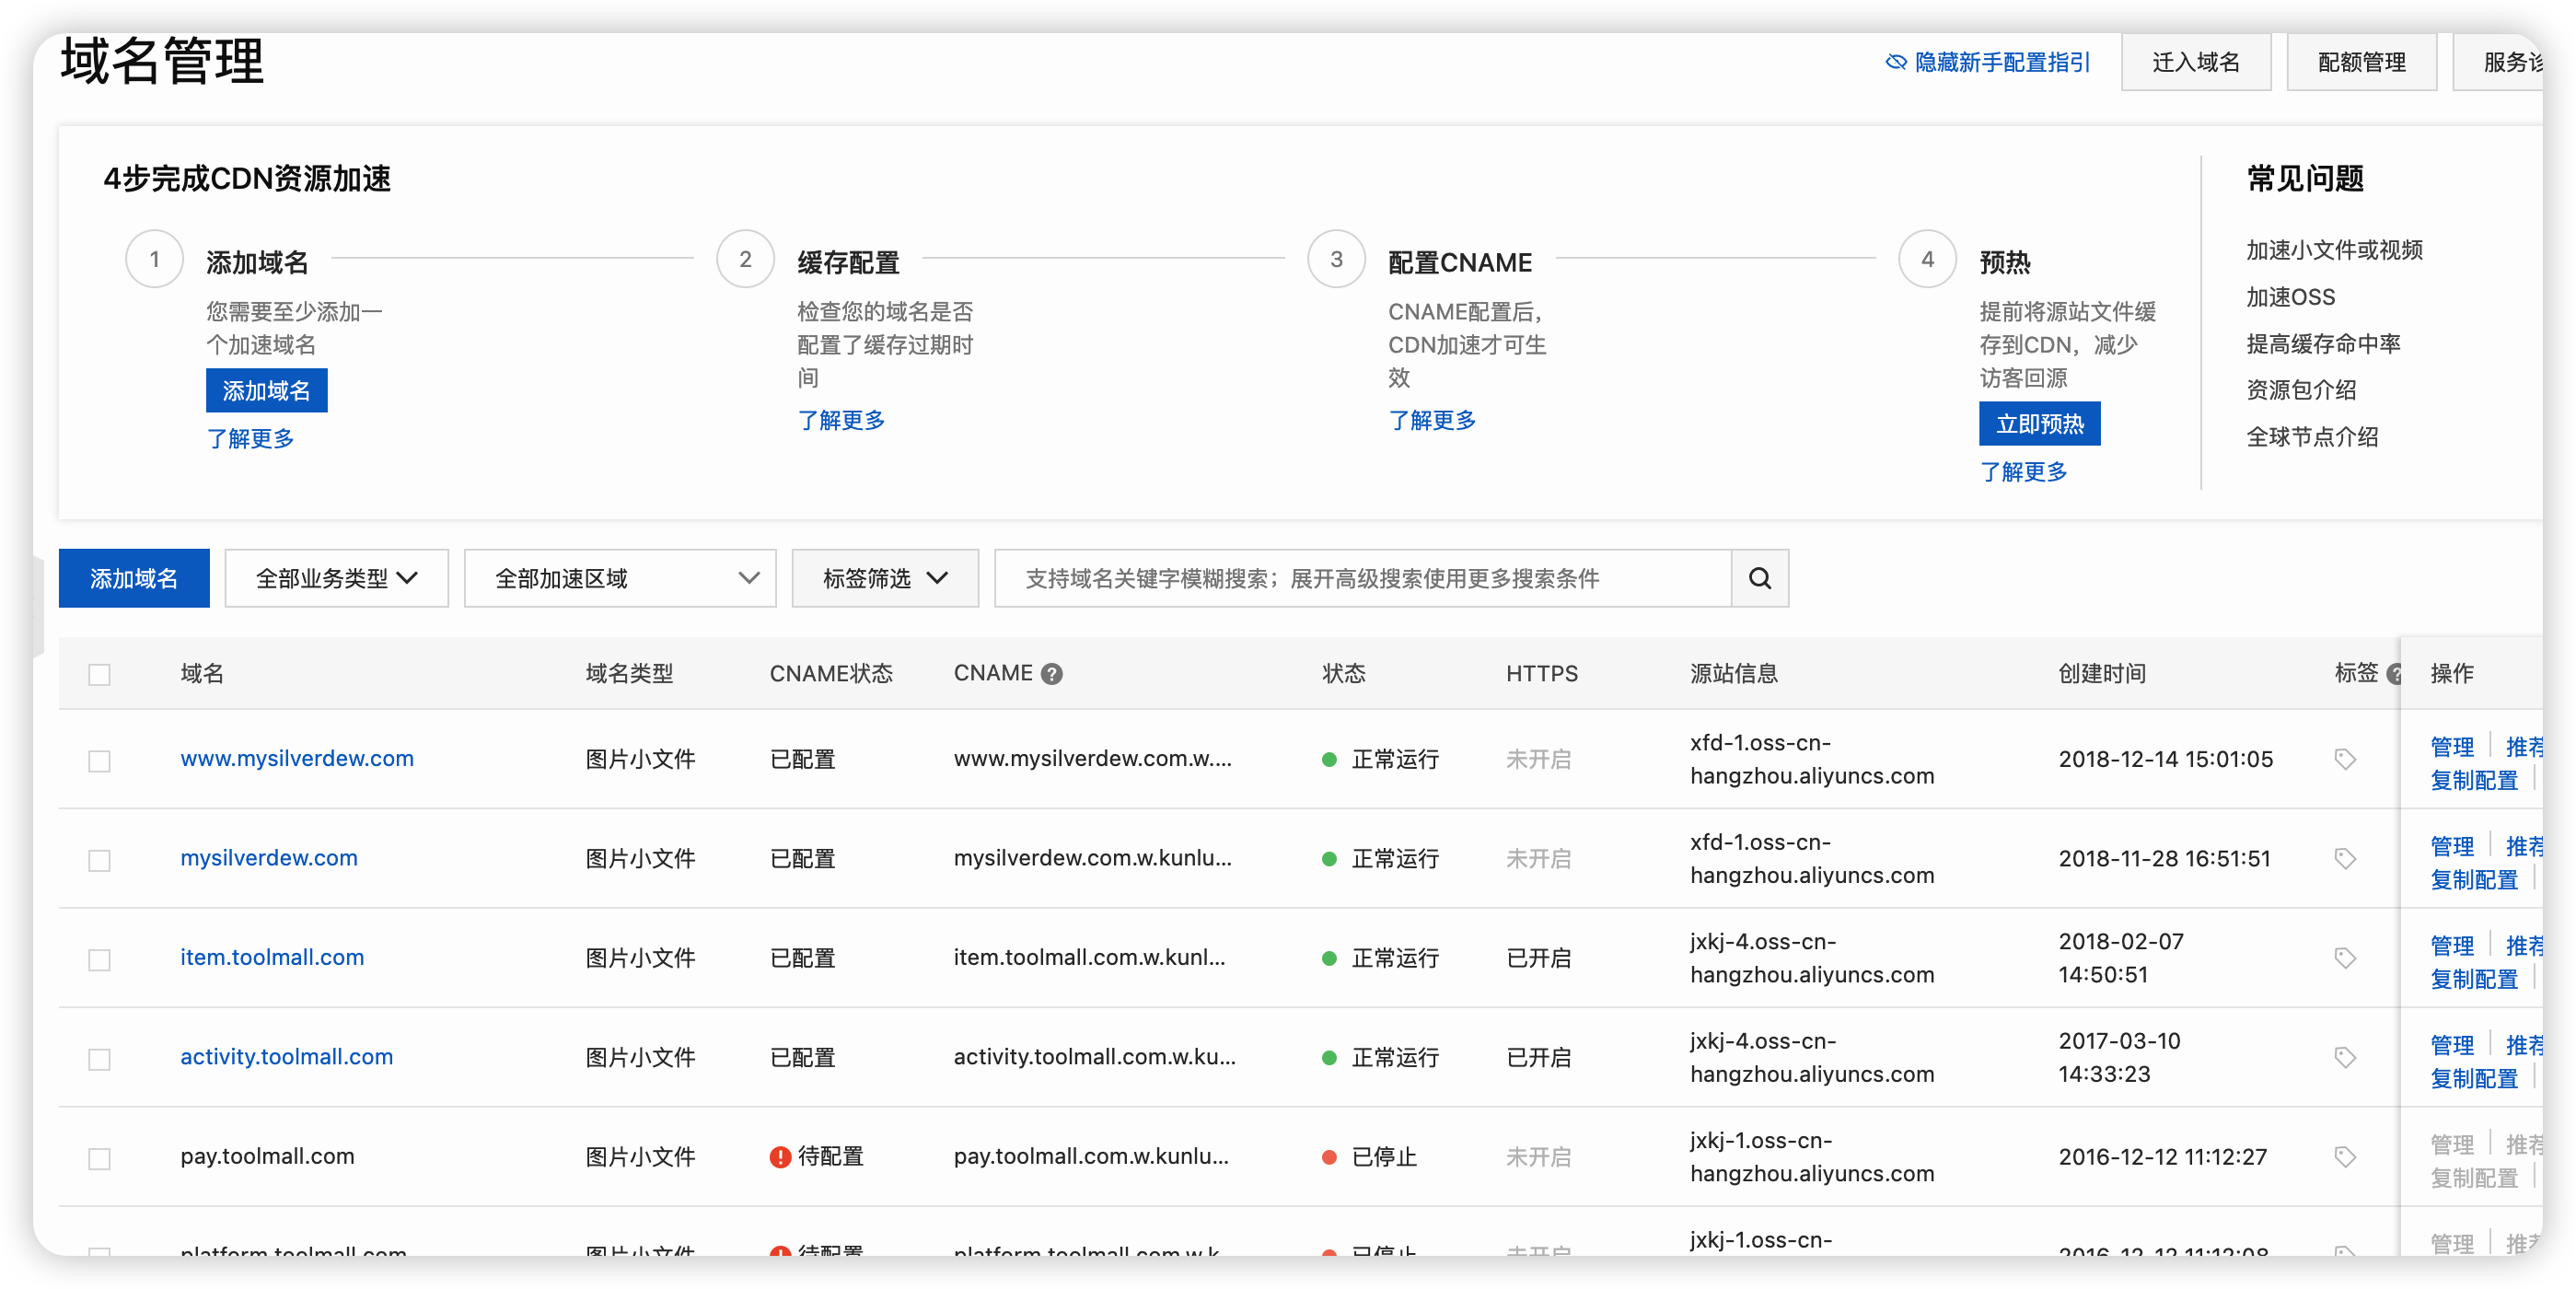 域名管理
隐藏新手配置指引
迁入域名
配额管理
服务诊
4步完成CDN资源加速
1
添加域名
您需要至少添加一
个加速域名
添加域名
了解更多
2
缓存配置
检查您的域名是否
配置了缓存过期时
间
了解更多
3
配置CNAME
CNAME配置后，
CDN加速才可生
效
了解更多
4
预热
提前将源站文件缓
存到CDN，减少
访客回源
立即预热
了解更多
常见问题
加速小文件或视频
加速OSS
提高缓存命中率
资源包介绍
全球节点介绍
添加域名
全部业务类型
全部加速区域
标签筛选
支持域名关键字模糊搜索；展开高级搜索使用更多搜索条件
域名 域名类型 CNAME状态 CNAME 状态 HTTPS 源站信息 创建时间 标签 操作
www.mysilverdew.com 图片小文件 已配置 www.mysilverdew.com.w.... 正常运行 未开启
xfd-1.oss-cn-
hangzhou.aliyuncs.com
2018-12-14 15:01:05
管理 推荐
复制配置
mysilverdew.com 图片小文件 已配置 mysilverdew.com.w.kunlu... 正常运行 未开启
xfd-1.oss-cn-
hangzhou.aliyuncs.com
2018-11-28 16:51:51
管理 推荐
复制配置
item.toolmall.com 图片小文件 已配置 item.toolmall.com.w.kunl... 正常运行 已开启
jxkj-4.oss-cn-
hangzhou.aliyuncs.com
2018-02-07
14:50:51
管理 推荐
复制配置
activity.toolmall.com 图片小文件 已配置 activity.toolmall.com.w.ku... 正常运行 已开启
jxkj-4.oss-cn-
hangzhou.aliyuncs.com
2017-03-10
14:33:23
管理 推荐
复制配置
pay.toolmall.com 图片小文件 待配置 pay.toolmall.com.w.kunlu... 已停止 未开启
jxkj-1.oss-cn-
hangzhou.aliyuncs.com
2016-12-12 11:12:27
管理 推荐
复制配置
platform.toolmall.com 图片小文件 待配置 platform.toolmall.com.w.k... 已停止 未开启
jxkj-1.oss-cn-
2016-12-12 11:12:08
管理 推荐